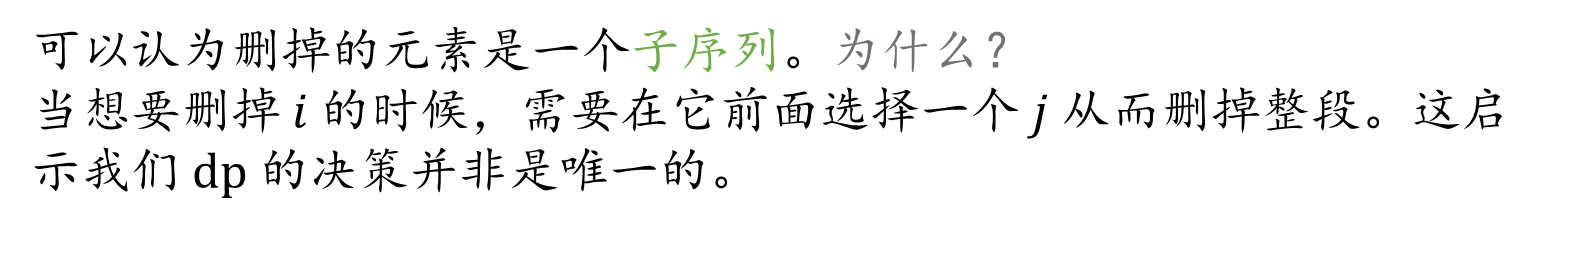 可以认为删掉的元素是一个子序列。为什么？
当想要删掉 i 的时候，需要在它前面选择一个 j 从而删掉整段。这启
示我们 dp 的决策并非是唯一的。